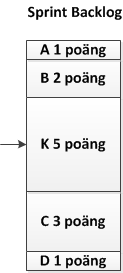 Sprint Backlog
A 1 poäng
B 2 poäng
K 5 poäng
C 3 poäng
D 1 poäng